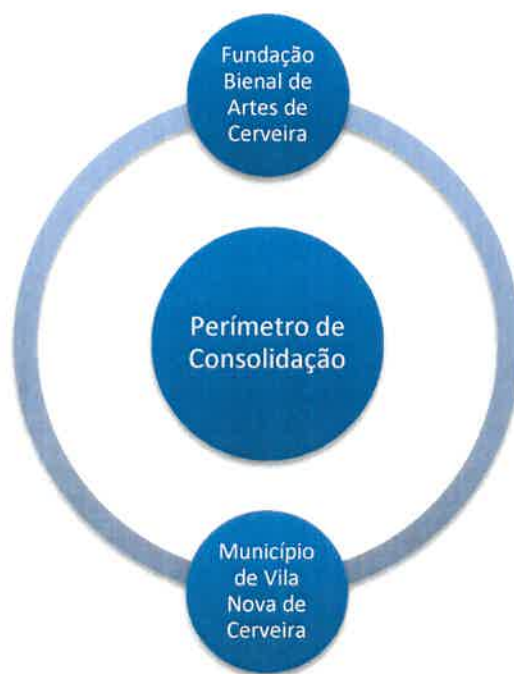 Fundação
Bienal de
Artes de
Cerveira
Perímetro de
Consolidação
Município
de Vila
Nova de
Cerveira